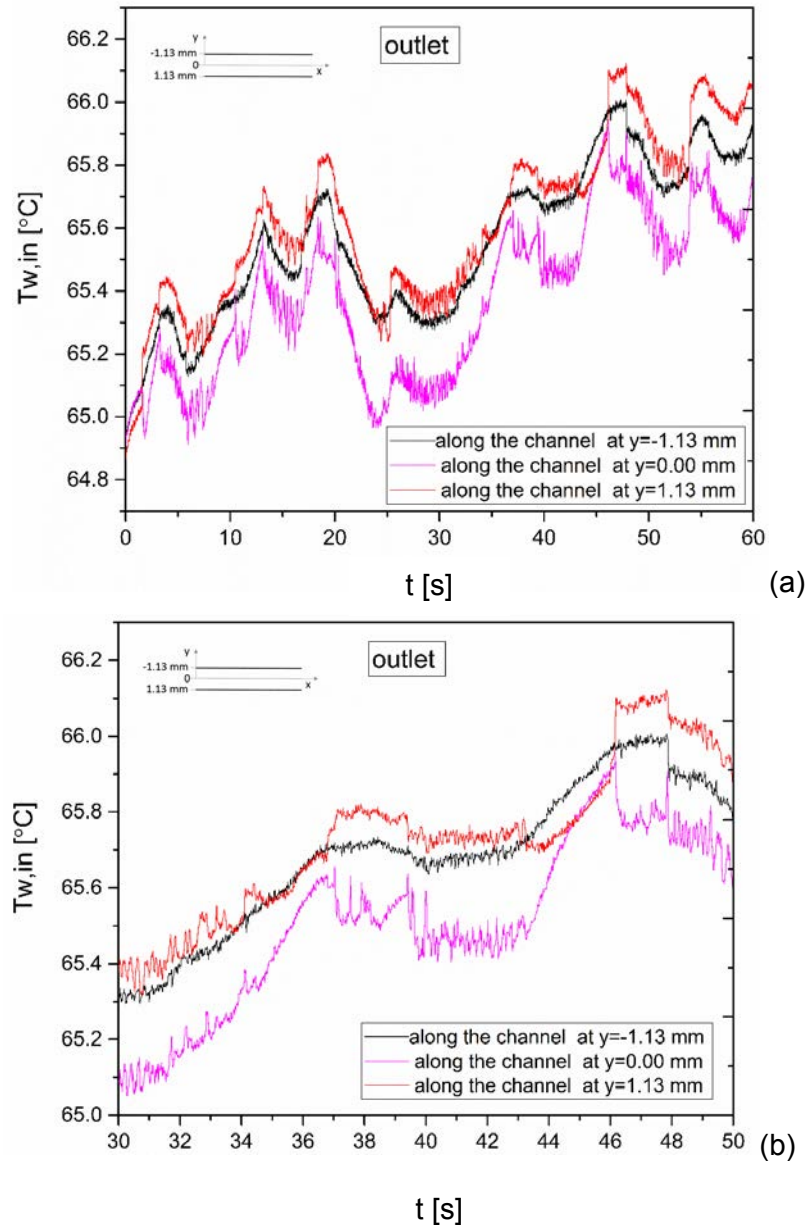 66.2
66.0
65.8
65.6
65.4
65.2
65.0
64.8
Tw,in [°C]
y
-1.13 mm
0
x
1.13 mm
outlet
along the channel at y=-1.13 mm
along the channel at y=0.00 mm
along the channel at y=1.13 mm
0 10 20 30 40 50 60
t [s]
(a)
66.2
66.0
65.8
65.6
65.4
65.2
65.0
Tw,in [°C]
y
-1.13 mm
0
x
1.13 mm
outlet
along the channel at y=-1.13 mm
along the channel at y=0.00 mm
along the channel at y=1.13 mm
30 32 34 36 38 40 42 44 46 48 50
(b)
t [s]